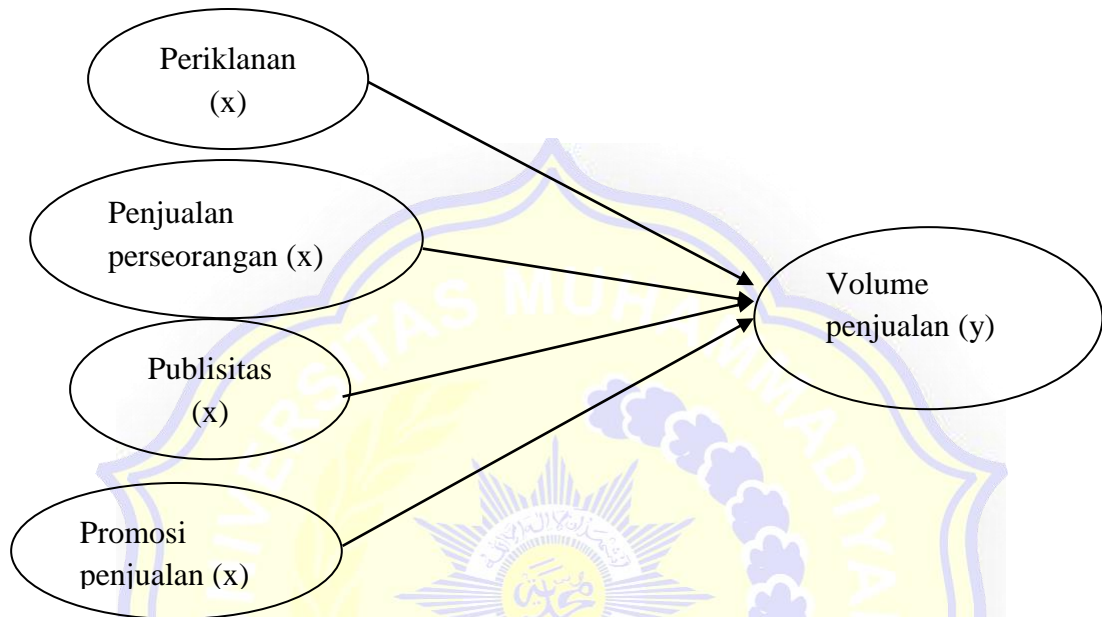 Periklanan
(x)
Penjualan
perseorangan (x)
Publisitas
(x)
Promosi
penjualan (x)
Volume
penjualan (y)